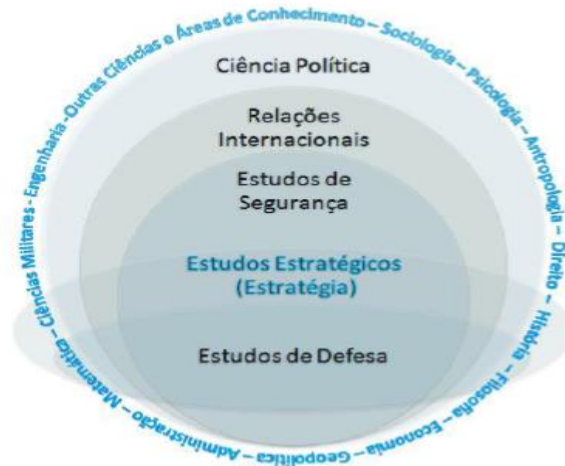 Ciências Militares - Engenharia - Outras Ciências e Áreas de Conhecimento – Sociologia – Psicologia – Antropologia – Direito – História – Filosofia – Economia – Geopolítica – Administração – Matemática –
Ciência Política
Relações
Internacionais
Estudos de
Segurança
Estudos Estratégicos
(Estratégia)
Estudos de Defesa